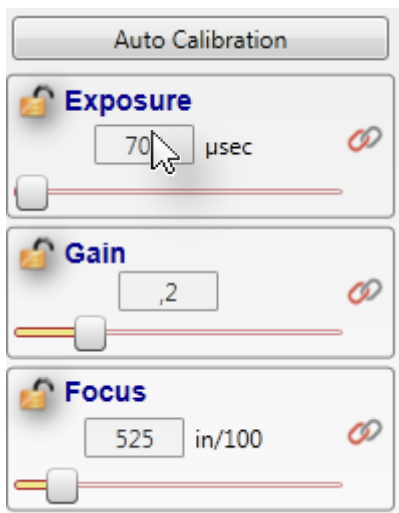 Auto Calibration
Exposure
70 µsec
Gain
,2
Focus
525 in/100